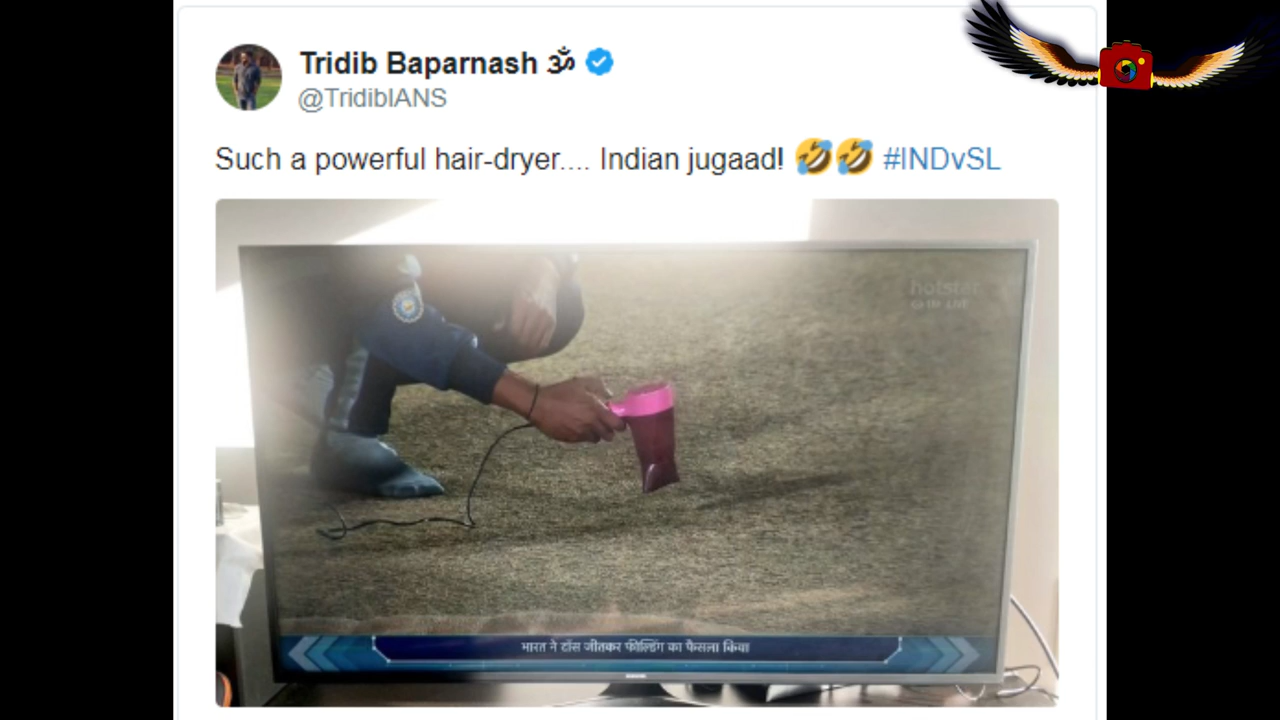 Tridib Baparnash ॐ
@TridibIANS
Such a powerful hair-dryer.... Indian jugaad! 🤣🤣 #INDvSL
hotstar
भारत ने टॉस जीतकर फील्डिंग का फैसला किया